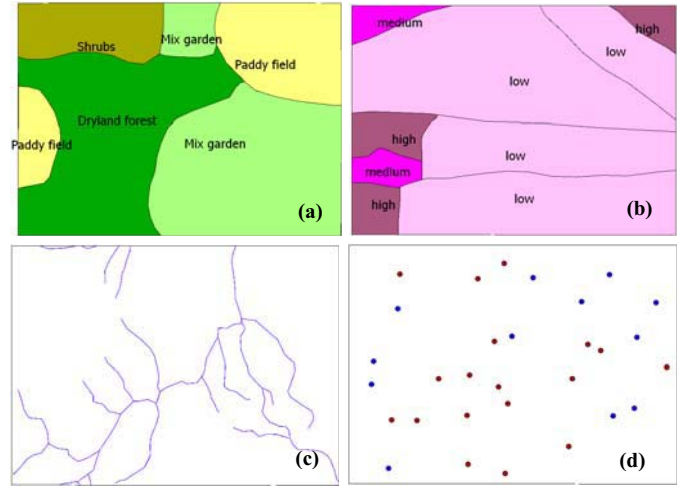 Shrubs
Mix garden
Paddy field
Dryland forest
Paddy field
Mix garden
(a)
medium
high
low
low
high
low
medium
high
low
(b)
(c)
(d)